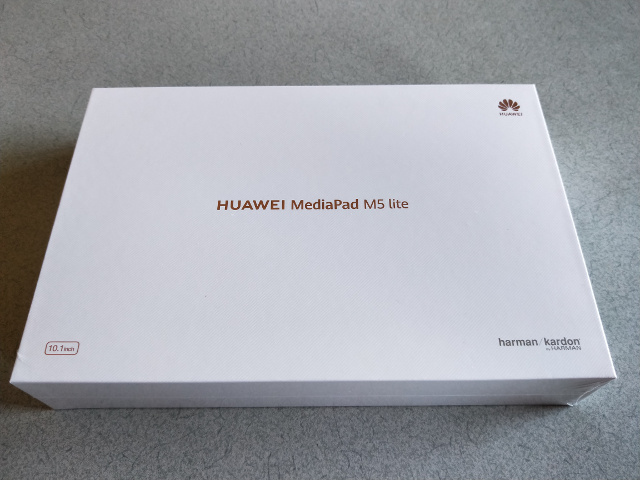 HUAWEI
HUAWEI MediaPad M5 lite
10.1inch
harman/kardon
by HARMAN